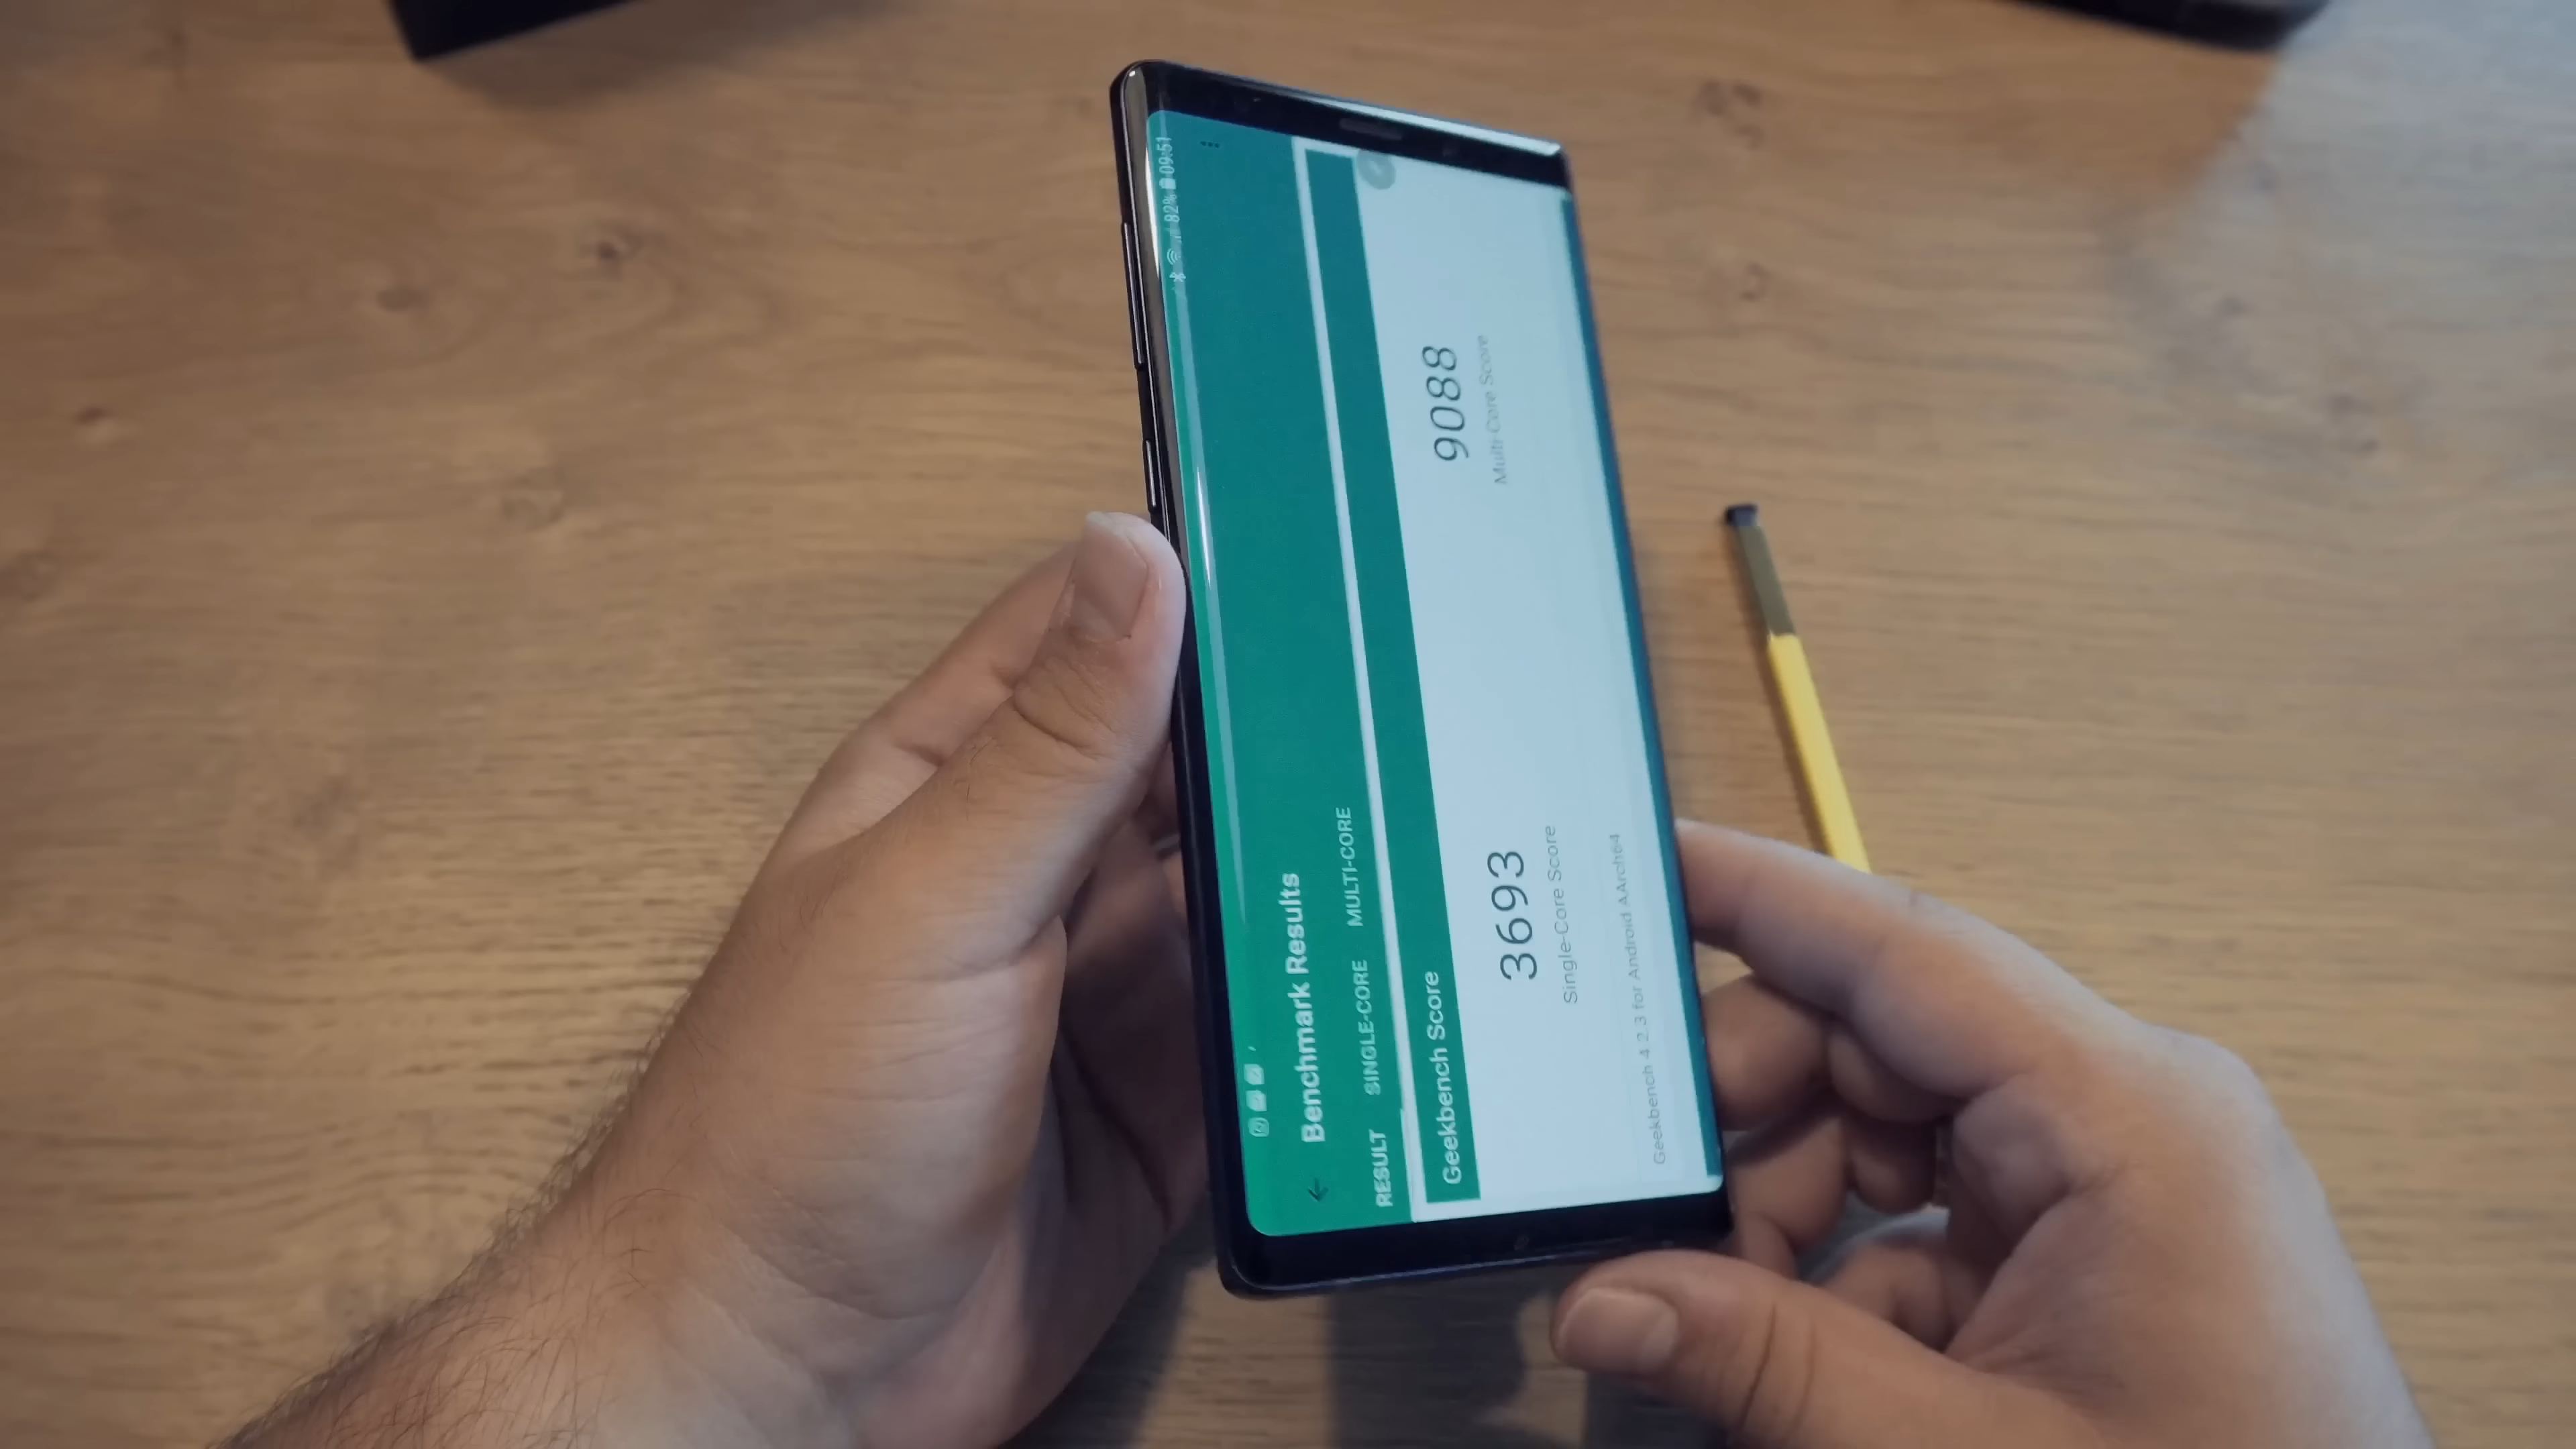 82% 09:51
Benchmark Results
RESULT SINGLE-CORE MULTI-CORE
Geekbench Score
3693 9088
Single-Core Score Multi-Core Score
Geekbench 4.2.3 for Android AArch64